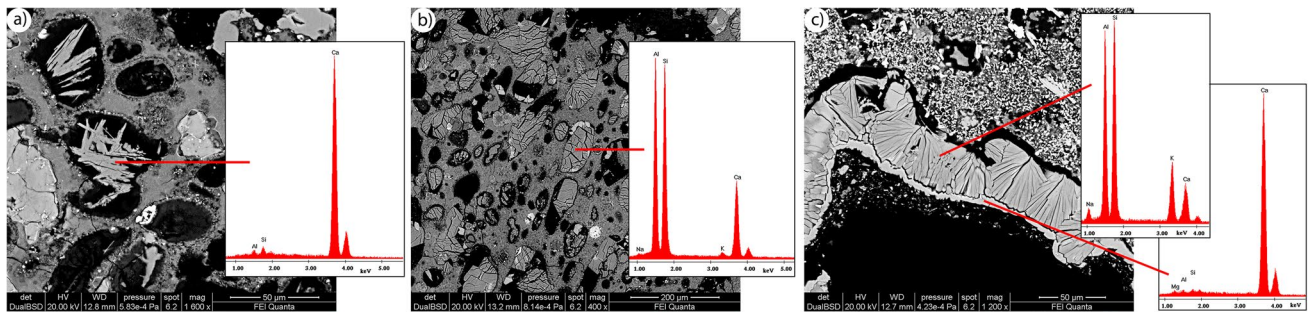 a)
Ca
Al
Si
1.00 2.00 3.00 4.00 5.00
keV
det HV WD pressure spot mag 50 µm
DualBSD 20.00 kV 12.8 mm 5.83e-4 Pa 6.2 1 600 x FEI Quanta
b)
Al
Si
Ca
Na
K
1.00 2.00 3.00 4.00 5.00
keV
det HV WD pressure spot mag 200 µm
DualBSD 20.00 kV 13.2 mm 8.14e-4 Pa 6.2 400 x FEI Quanta
c)
Si
Al
K
Ca
Na
1.00 2.00 3.00 4.00
keV
Ca
Si
Al
Mg
1.00 2.00 4.00
keV
det HV WD pressure spot mag 50 µm
DualBSD 20.00 kV 12.7 mm 4.23e-4 Pa 6.2 1 200 x FEI Quanta